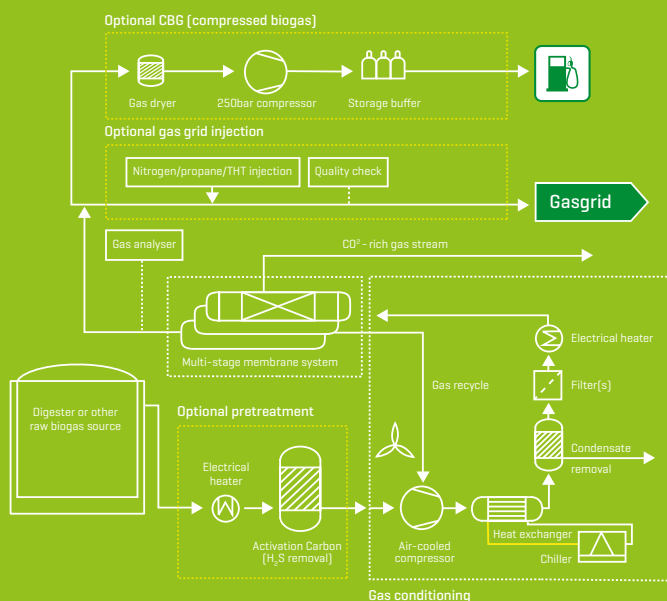 Optional CBG (compressed biogas)
Gas dryer
250bar compressor
Storage buffer
Optional gas grid injection
Nitrogen/propane/THT injection
Quality check
Gasgrid
Gas analyser
CO² - rich gas stream
Multi-stage membrane system
Gas recycle
Electrical heater
Filter(s)
Condensate
removal
Digester or other
raw biogas source
Optional pretreatment
Electrical
heater
Activation Carbon
(H₂S removal)
Air-cooled
compressor
Heat exchanger
Chiller
Gas conditioning